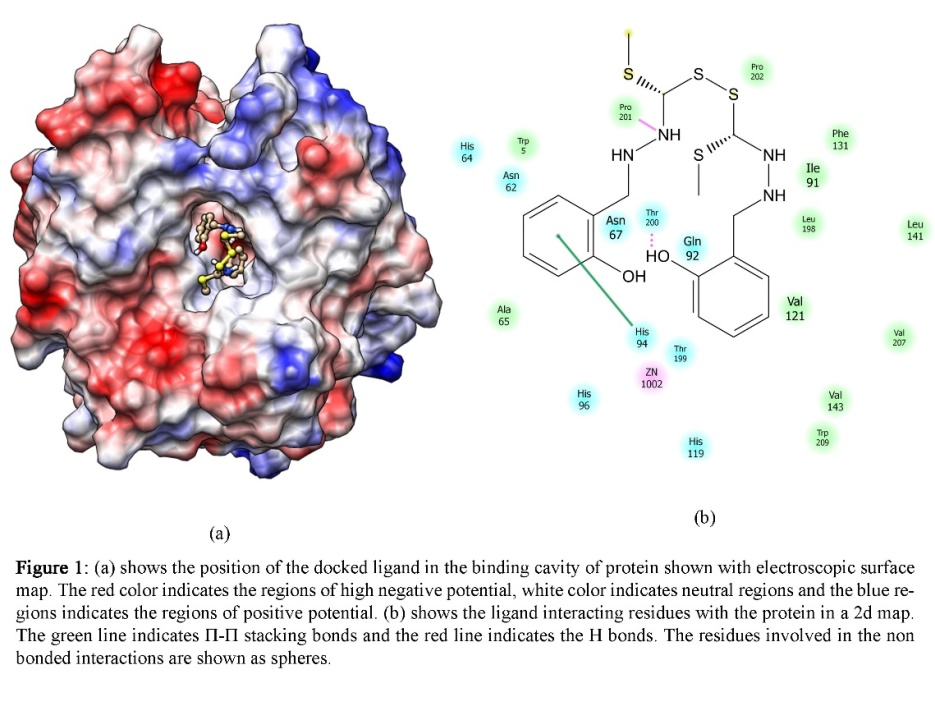 S
S
S
Pro
202
Pro
201
NH
HN
S
NH
NH
Phe
131
Ile
91
His
64
Trp
5
Asn
62
Asn
67
Thr
200
HO
Gln
92
OH
Leu
198
Leu
141
Ala
65
Val
121
His
94
Thr
199
Val
207
ZN
1002
His
96
Val
143
Trp
209
His
119
(a)
(b)
Figure 1: (a) shows the position of the docked ligand in the binding cavity of protein shown with electroscopic surface
map. The red color indicates the regions of high negative potential, white color indicates neutral regions and the blue re-
gions indicates the regions of positive potential. (b) shows the ligand interacting residues with the protein in a 2d map.
The green line indicates Π-Π stacking bonds and the red line indicates the H bonds. The residues involved in the non
bonded interactions are shown as spheres.